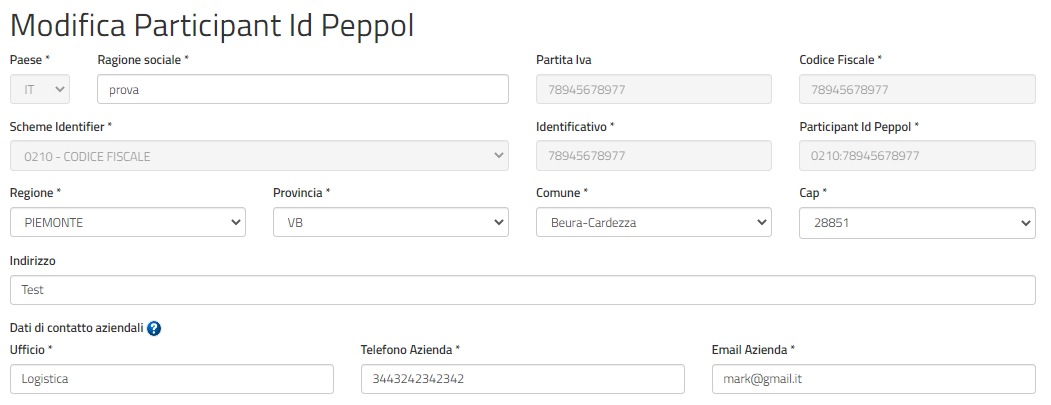 Modifica Participant Id Peppol
Paese * Ragione sociale * Partita Iva Codice Fiscale *
IT prova 78945678977 78945678977
Scheme Identifier * Identificativo * Participant Id Peppol *
0210 - CODICE FISCALE 78945678977 0210:78945678977
Regione * Provincia * Comune * Cap *
PIEMONTE VB Beura-Cardezza 28851
Indirizzo
Test
Dati di contatto aziendali ?
Ufficio * Telefono Azienda * Email Azienda *
Logistica 3443242342342 mark@gmail.it